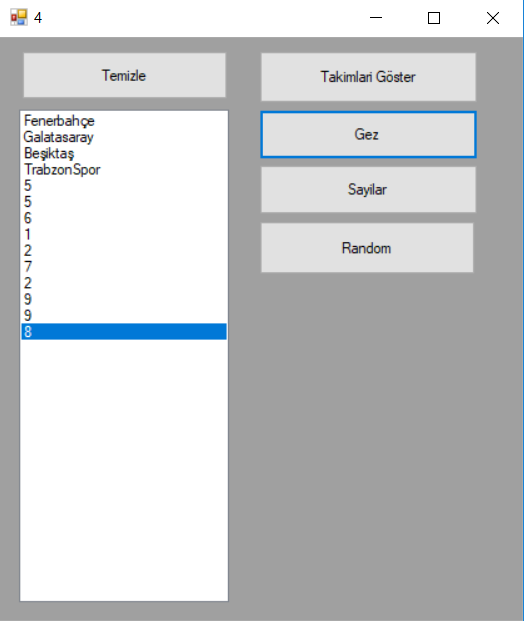 4
Temizle
Takimlari Göster
Gez
Sayilar
Random
Fenerbahçe
Galatasaray
Beşiktaş
TrabzonSpor
5
5
6
1
2
7
2
9
9
8